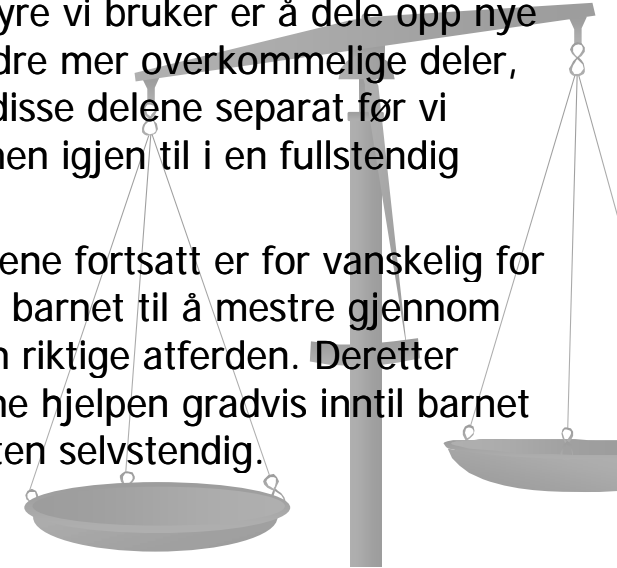 yre vi bruker er å dele opp nye
dre mer overkommelige deler,
disse delene separat før vi
en igjen til i en fullstendig
ene fortsatt er for vanskelig for
barnet til å mestre gjennom
riktige atferden. Deretter
ne hjelpen gradvis inntil barnet
ten selvstendig.